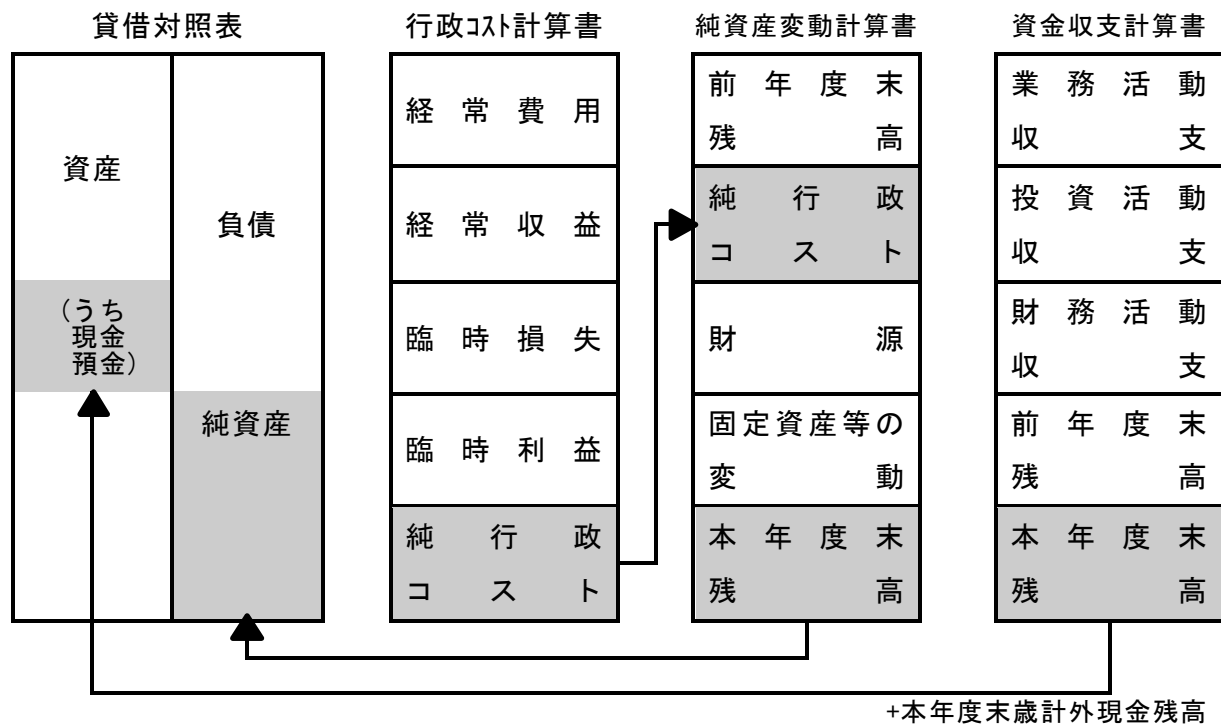 貸借対照表
資産
(うち
現金
預金)
負債
純資産
行政ｺｽﾄ計算書
経常費用
経常収益
臨時損失
臨時利益
純行政
コスト
純資産変動計算書
前年度末
残高
純行政
コスト
財源
固定資産等の
変動
本年度末
残高
資金収支計算書
業務活動
収支
投資活動
収支
財務活動
収支
前年度末
残高
本年度末
残高
+本年度末歳計外現金残高